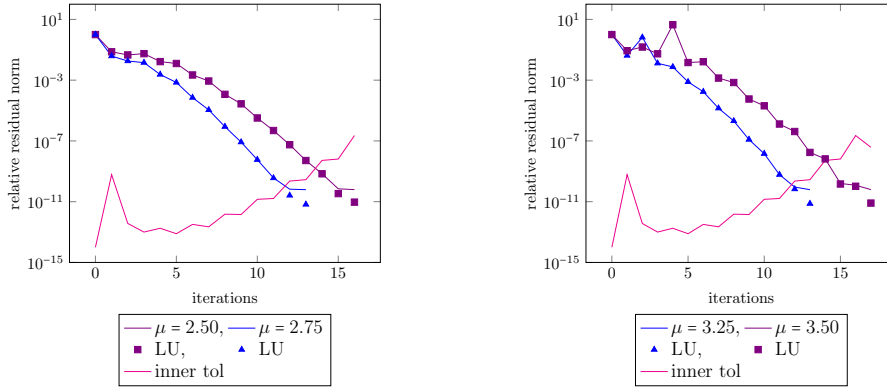 10^1
10^−3
10^−7
10^−11
10^−15
relative residual norm
0 5 10 15
iterations
μ = 2.50, μ = 2.75
LU, LU
inner tol
10^1
10^−3
10^−7
10^−11
10^−15
relative residual norm
0 5 10 15
iterations
μ = 3.25, μ = 3.50
LU, LU
inner tol